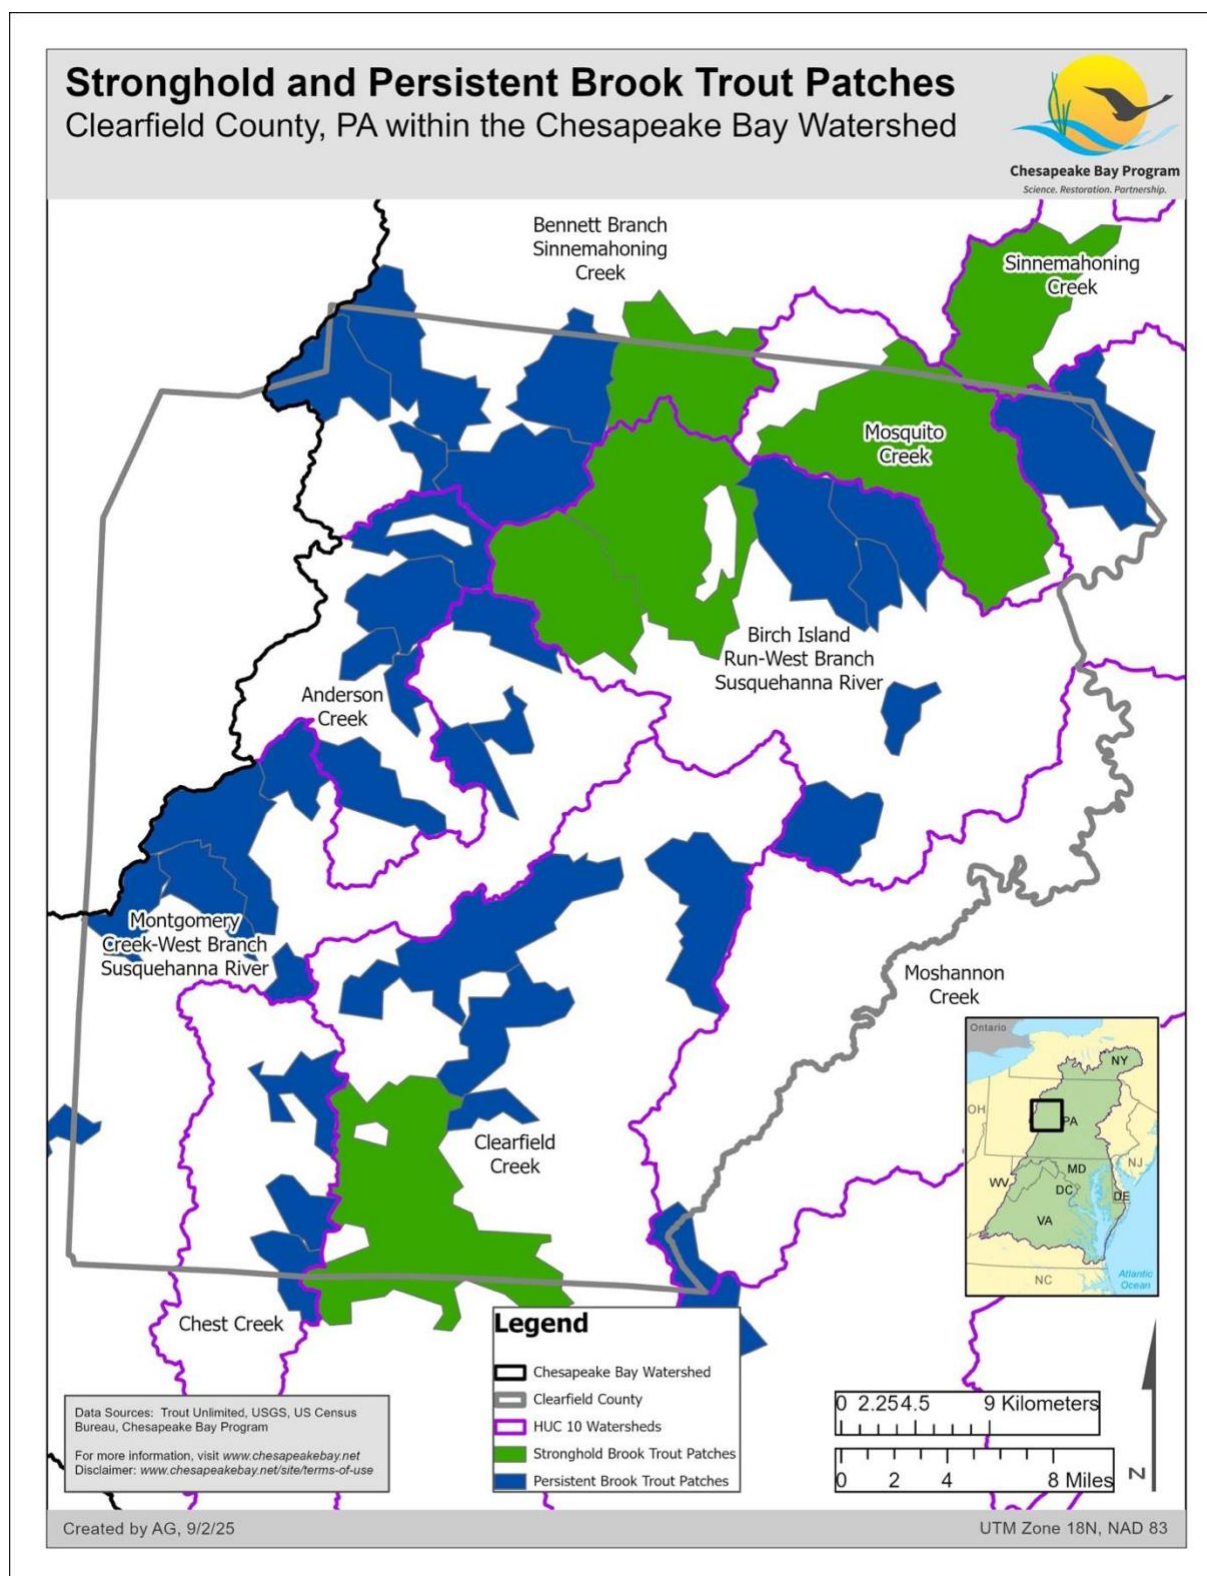 Stronghold and Persistent Brook Trout Patches
Clearfield County, PA within the Chesapeake Bay Watershed
Chesapeake Bay Program
Science. Restoration. Partnership.
Bennett Branch
Sinnemahoning
Creek
Sinnemahoning
Creek
Mosquito
Creek
Birch Island
Run-West Branch
Susquehanna River
Anderson
Creek
Montgomery
Creek-West Branch
Susquehanna River
Moshannon
Creek
Clearfield
Creek
Chest Creek
Ontario
NY
OH
PA
NJ
MD
WV
DC
DE
VA
NC
Atlantic
Ocean
Legend
Chesapeake Bay Watershed
Clearfield County
HUC 10 Watersheds
Stronghold Brook Trout Patches
Persistent Brook Trout Patches
Data Sources: Trout Unlimited, USGS, US Census
Bureau, Chesapeake Bay Program
For more information, visit www.chesapeakebay.net
Disclaimer: www.chesapeakebay.net/site/terms-of-use
0 2.25 4.5 9 Kilometers
0 2 4 8 Miles
N
Created by AG, 9/2/25
UTM Zone 18N, NAD 83